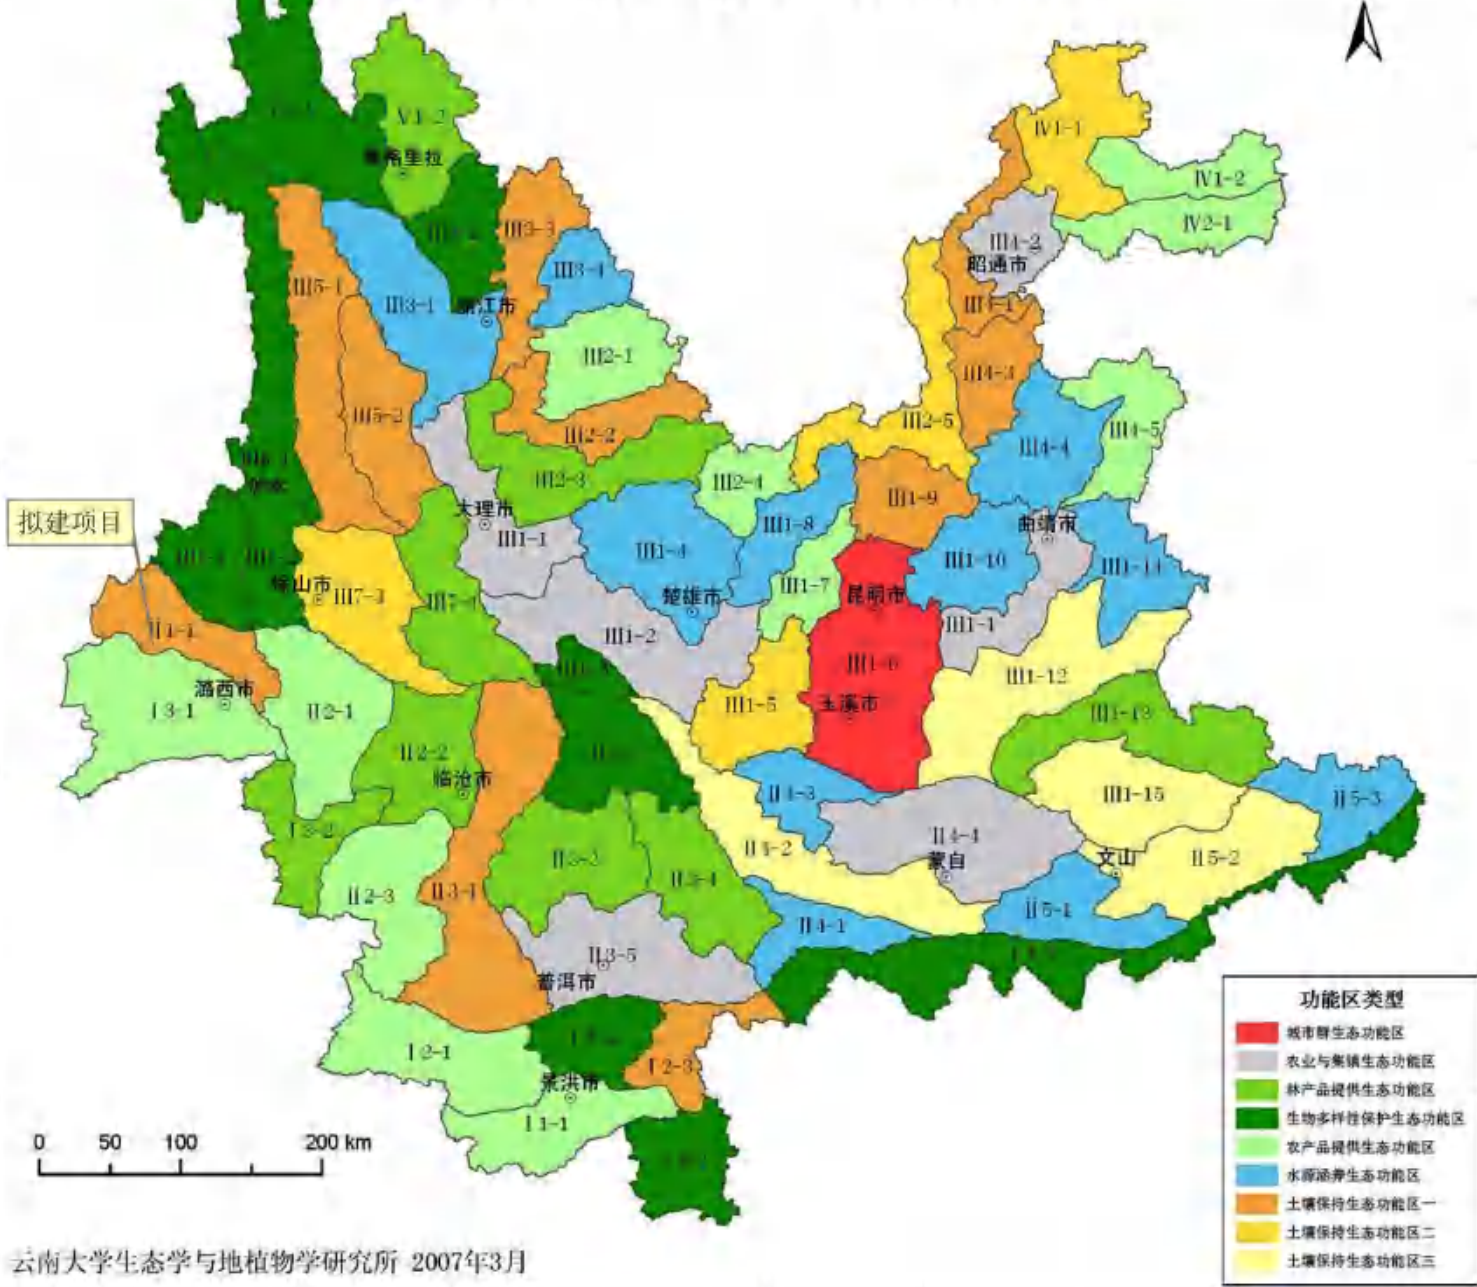 V1-2
香格里拉
IV1-1
IV1-2
IV2-1
III3-3
III4-2
昭通市
III3-4
III5-1
III3-1
丽江市
III4-1
III2-1
III4-3
III5-2
III2-2
III2-5
III4-4
III4-5
III2-3
III2-4
III1-9
拟建项目
大理市
III1-1
III1-4
III1-8
曲靖市
III1-10
III1-14
保山市
III7-3
III1-7
昆明市
楚雄市
III1-2
III1-1
II1-1
III1-6
III1-12
潞西市
I3-1
II2-1
III1-5
玉溪市
III1-13
II2-2
临沧市
II4-3
III1-15
II5-3
I3-2
II4-4
蒙自
文山
II5-2
II4-2
II3-2
II3-4
II2-3
II3-1
II4-1
II5-1
II3-5
普洱市
I2-1
I2-3
景洪市
I1-1
0 50 100 200 km
功能区类型
城市群生态功能区
农业与集镇生态功能区
林产品提供生态功能区
生物多样性保护生态功能区
农产品提供生态功能区
水源涵养生态功能区
土壤保持生态功能区一
土壤保持生态功能区二
土壤保持生态功能区三
云南大学生态学与地植物学研究所 2007年3月